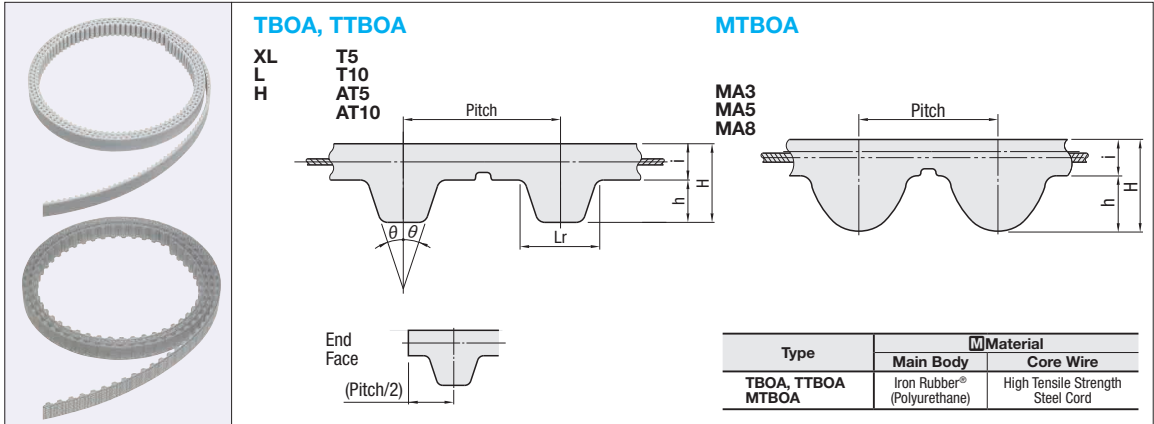 TBOA, TTBOA
XL T5
L T10
H AT5
AT10
Pitch
i
H
h
θ θ
Lr
End
Face
(Pitch/2)
MTBOA
MA3
MA5
MA8
Pitch
i
H
h
Type MMaterial
Main Body Core Wire
TBOA, TTBOA
MTBOA
Iron Rubber®
(Polyurethane)
High Tensile Strength
Steel Cord